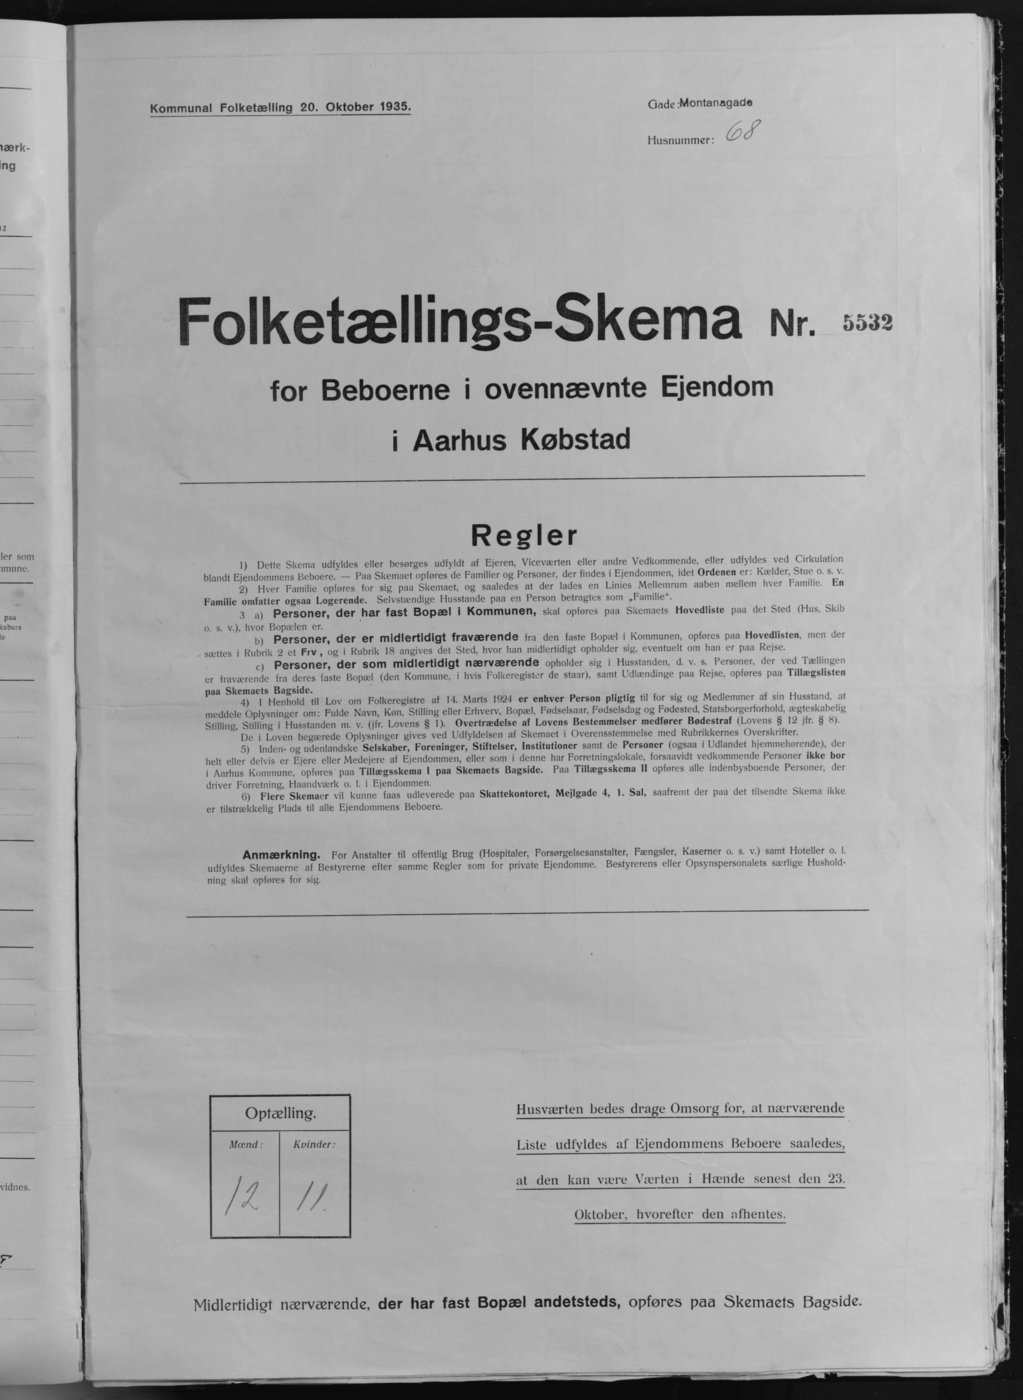 Kommunal Folketælling 20. Oktober 1935.
Gade: Montanagade
Husnummer: 68
Folketællings-Skema Nr. 5532
for Beboerne i ovennævnte Ejendom
i Aarhus Købstad
Regler
1) Dette Skema udfyldes eller besørges udfyldt af Ejeren, Viceværten eller andre Vedkommende, eller udfyldes ved Cirkulation
blandt Ejendommens Beboere. — Paa Skemaet opføres de Familier og Personer, der findes i Ejendommen, idet Ordenen er: Kælder, Stue o. s. v.
2) Hver Familie opføres for sig paa Skemaet, og saaledes at der lades en Linies Mellemrum aaben mellem hver Familie. En
Familie omfatter ogsaa Logerende. Selvstændige Husstande paa en Person betragtes som „Familie“.
3 a) Personer, der har fast Bopæl i Kommunen, skal opføres paa Skemaets Hovedliste paa det Sted (Hus, Skib
o. s. v.), hvor Bopælen er.
b) Personer, der er midlertidigt fraværende fra den faste Bopæl i Kommunen, opføres paa Hovedlisten, men der
sættes i Rubrik 2 et Frv., og i Rubrik 18 angives det Sted, hvor han midlertidigt opholder sig, eventuelt om han er paa Rejse.
c) Personer, der som midlertidigt nærværende opholder sig i Husstanden, d. v. s. Personer, der ved Tællingen
er fraværende fra deres faste Bopæl (den Kommune, i hvis Folkeregister de staar), samt Udlændinge paa Rejse, opføres paa Tillægslisten
paa Skemaets Bagside.
4) I Henhold til Lov om Folkeregistre af 14. Marts 1924 er enhver Person pligtig til for sig og Medlemmer af sin Husstand, at
meddele Oplysninger om: Fulde Navn, Køn, Stilling eller Erhverv, Bopæl, Fødselsaar, Fødselsdag og Fødested, Statsborgerforhold, ægteskabelig
Stilling, Stilling i Husstanden m. v. (jfr. Lovens § 1). Overtrædelse af Lovens Bestemmelser medfører Bødestraf (Lovens § 12 jfr. § 8).
De i Loven begærede Oplysninger gives ved Udfyldelsen af Skemaet i Overensstemmelse med Rubrikkernes Overskrifter.
5) Inden- og udenlandske Selskaber, Foreninger, Stiftelser, Institutioner samt de Personer (ogsaa i Udlandet hjemmehørende), der
helt eller delvis er Ejere eller Medejere af Ejendommen, eller som i denne har Forretningslokale, forsaavidt vedkommende Personer ikke bor
i Aarhus Kommune, opføres paa Tillægsskema I paa Skemaets Bagside. Paa Tillægsskema II opføres alle indenbysboende Personer, der
driver Forretning, Haandværk o. l. i Ejendommen.
6) Flere Skemaer vil kunne faas udleverede paa Skattekontoret, Mejlgade 4, 1. Sal, saafremt der paa det tilsendte Skema ikke
er tilstrækkelig Plads til alle Ejendommens Beboere.
Anmærkning. For Anstalter til offentlig Brug (Hospitaler, Forsørgelsesanstalter, Fængsler, Kaserner o. s. v.) samt Hoteller o. l.
udfyldes Skemaerne af Bestyrerne efter samme Regler som for private Ejendomme. Bestyrerens eller Opsynspersonalets særlige Hushold-
ning skal opføres for sig.
Optælling.
Mænd: Kvinder:
12 11.
Husværten bedes drage Omsorg for, at nærværende
Liste udfyldes af Ejendommens Beboere saaledes,
at den kan være Værten i Hænde senest den 23.
Oktober, hvorefter den afhentes.
Midlertidigt nærværende, der har fast Bopæl andetsteds, opføres paa Skemaets Bagside.